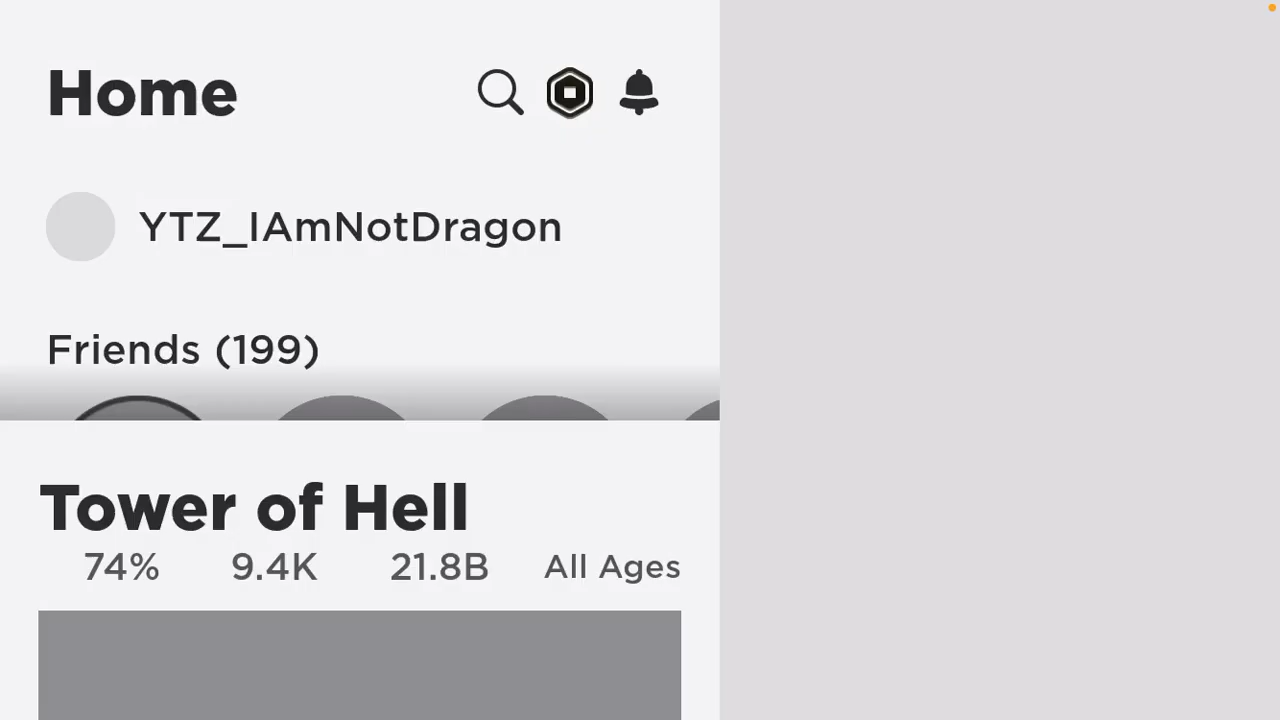 Home
YTZ_IAmNotDragon
Friends (199)
Tower of Hell
74% 9.4K 21.8B All Ages